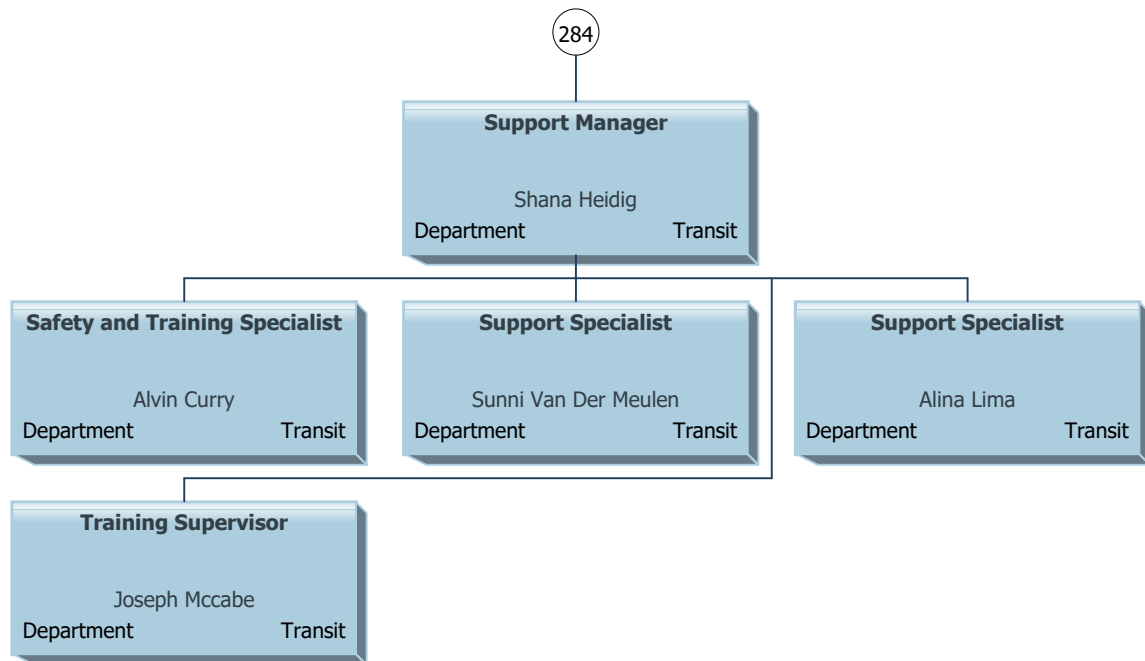 284
Support Manager
Shana Heidig
Department Transit
Safety and Training Specialist
Alvin Curry
Department Transit
Support Specialist
Sunni Van Der Meulen
Department Transit
Support Specialist
Alina Lima
Department Transit
Training Supervisor
Joseph Mccabe
Department Transit